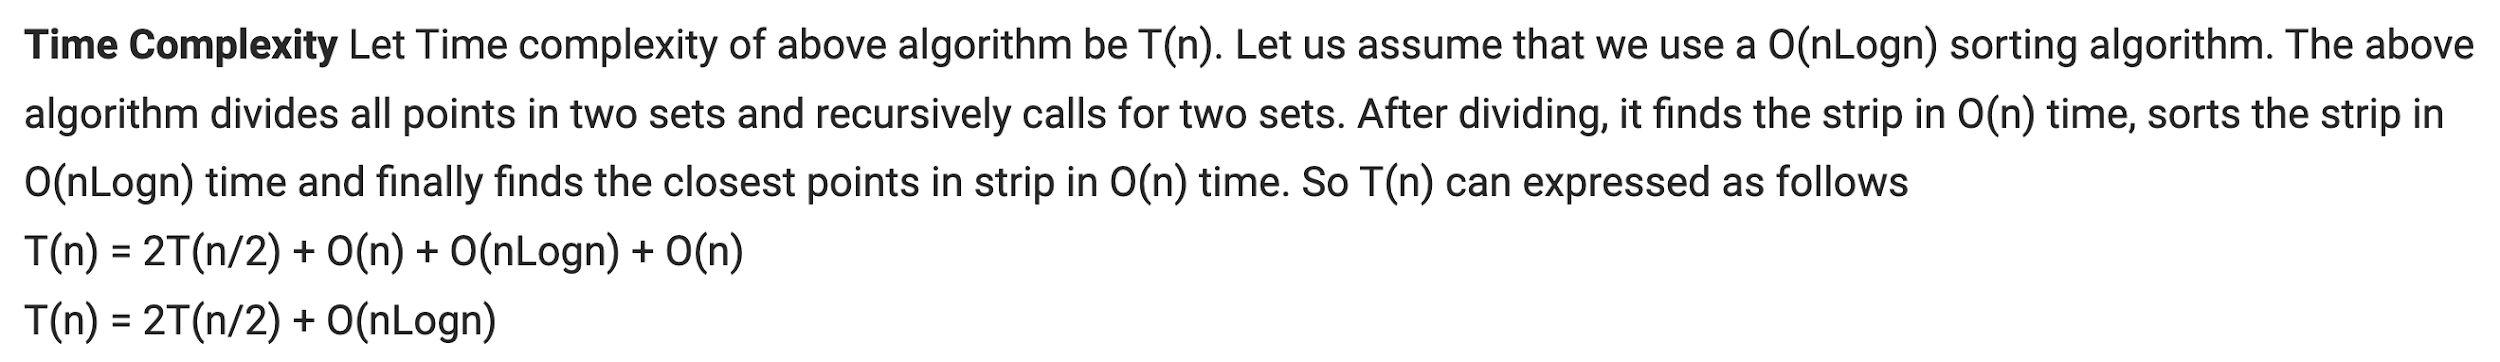 Time Complexity Let Time complexity of above algorithm be T(n). Let us assume that we use a O(nLogn) sorting algorithm. The above
algorithm divides all points in two sets and recursively calls for two sets. After dividing, it finds the strip in O(n) time, sorts the strip in
O(nLogn) time and finally finds the closest points in strip in O(n) time. So T(n) can expressed as follows
T(n) = 2T(n/2) + O(n) + O(nLogn) + O(n)
T(n) = 2T(n/2) + O(nLogn)